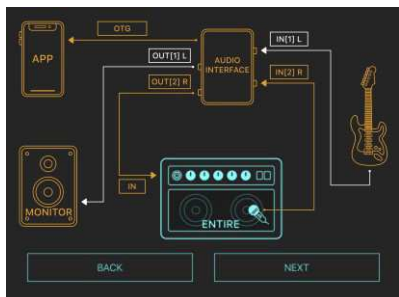 OTG
IN[1] L
APP
OUT[1] L
AUDIO
INTERFACE
OUT[2] R
IN[2] R
IN
MONITOR
ENTIRE
BACK
NEXT